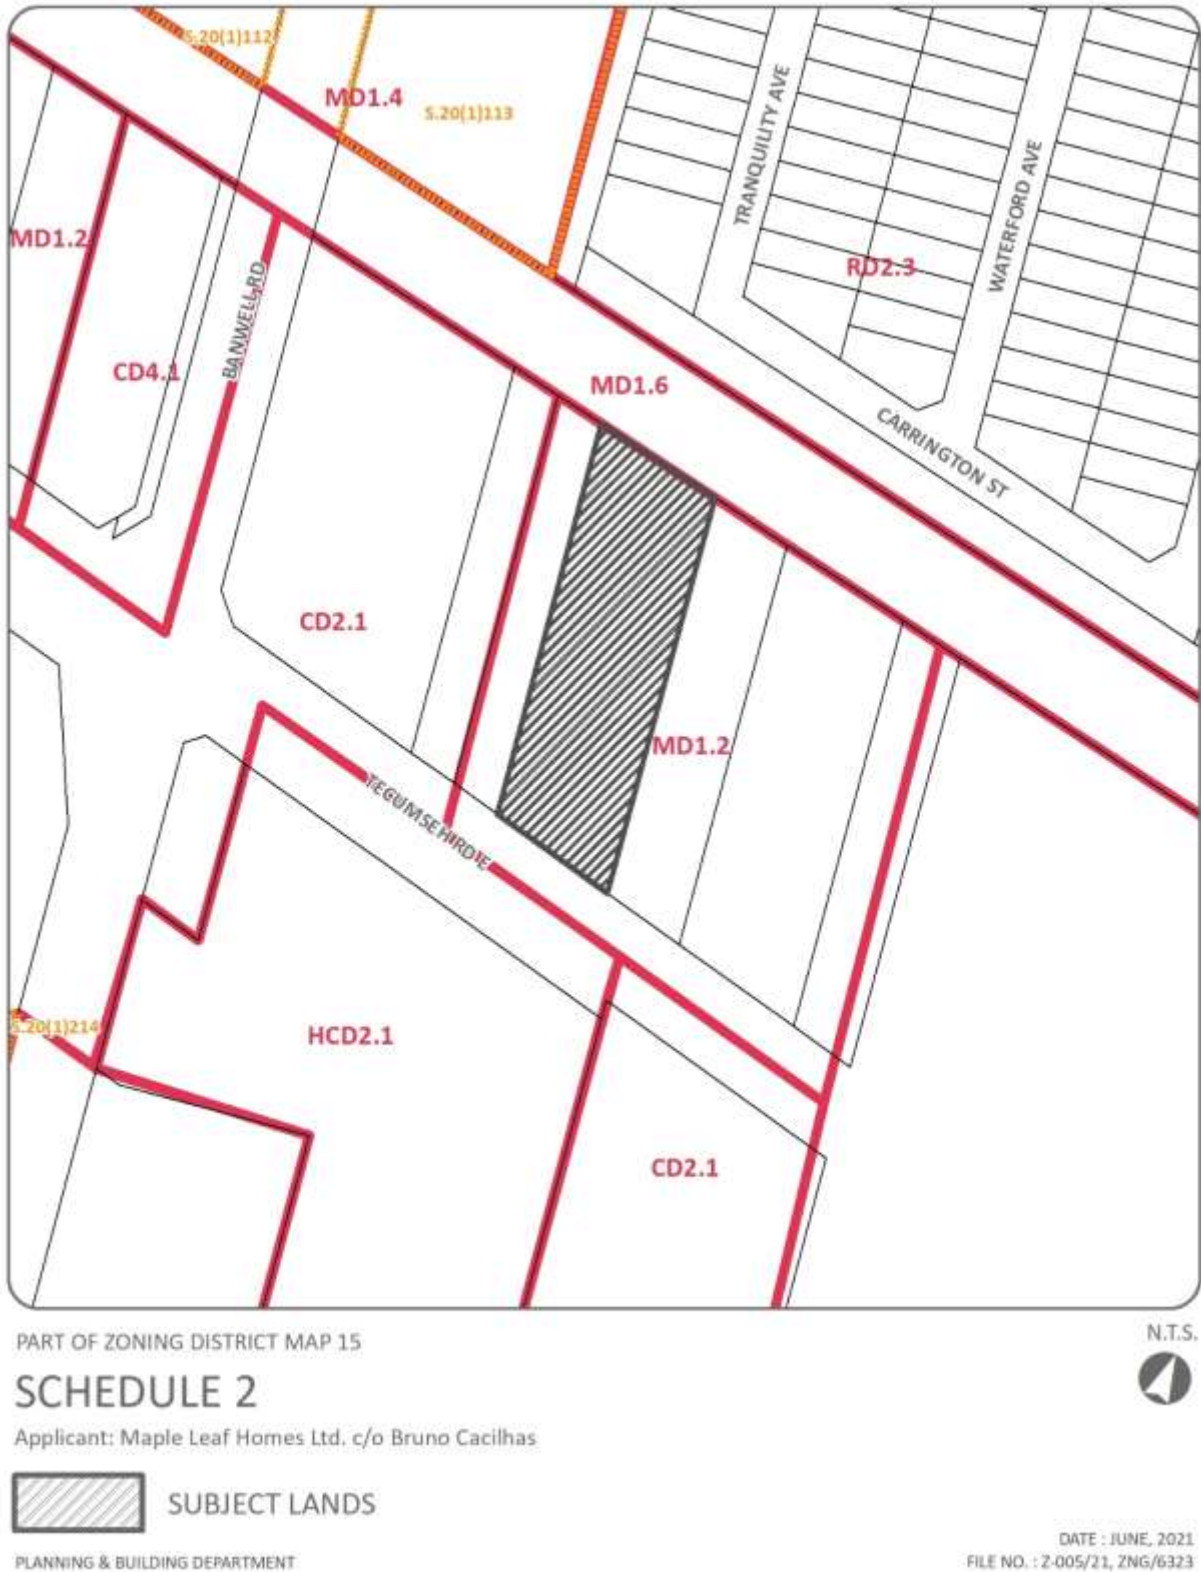 S.20(1)112
MD1.4
S.20(1)113
TRANQUILITY AVE
WATERFORD AVE
MD1.2
RD2.3
BANWELL RD
CD4.1
MD1.6
CARRINGTON ST
CD2.1
MD1.2
TECUMSEH RD E
S.20(1)214
HCD2.1
CD2.1
PART OF ZONING DISTRICT MAP 15
N.T.S.
SCHEDULE 2
Applicant: Maple Leaf Homes Ltd. c/o Bruno Cacilhas
SUBJECT LANDS
PLANNING & BUILDING DEPARTMENT
DATE : JUNE, 2021
FILE NO. : Z-005/21, ZNG/6323